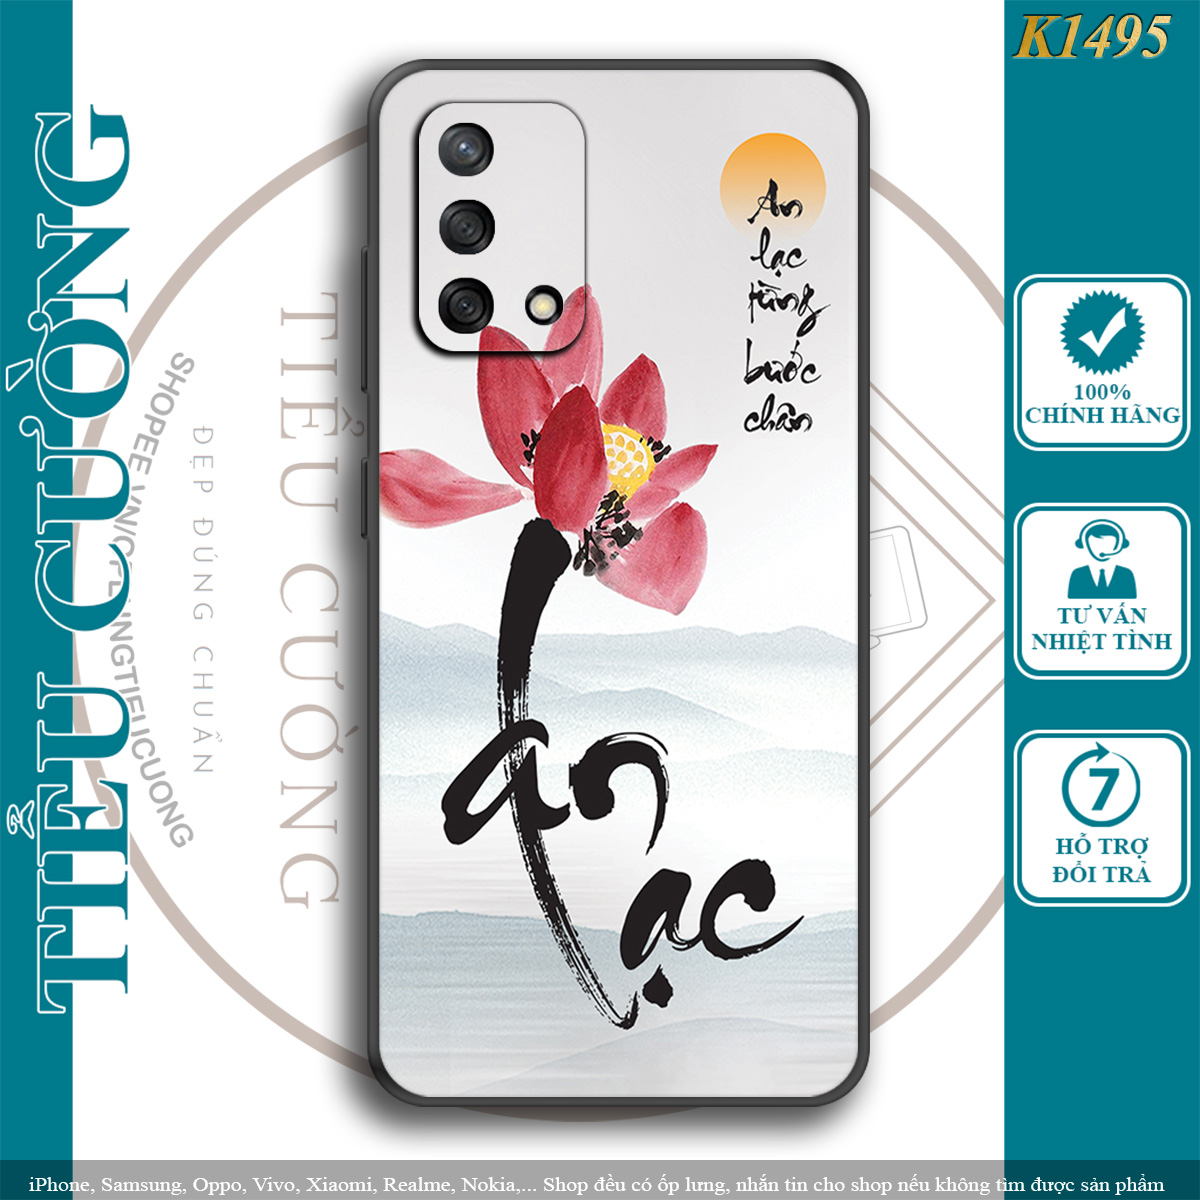 K1495
TIỂU CƯỜNG
TIỂU CƯỜNG
ĐẸP ĐÚNG CHUẨN
An
lạc
từng
bước
chân
an
lạc
100%
CHÍNH HÃNG
TƯ VẤN
NHIỆT TÌNH
7
HỖ TRỢ
ĐỔI TRẢ
iPhone, Samsung, Oppo, Vivo, Xiaomi, Realme, Nokia,... Shop đều có ốp lưng, nhắn tin cho shop nếu không tìm được sản phẩm